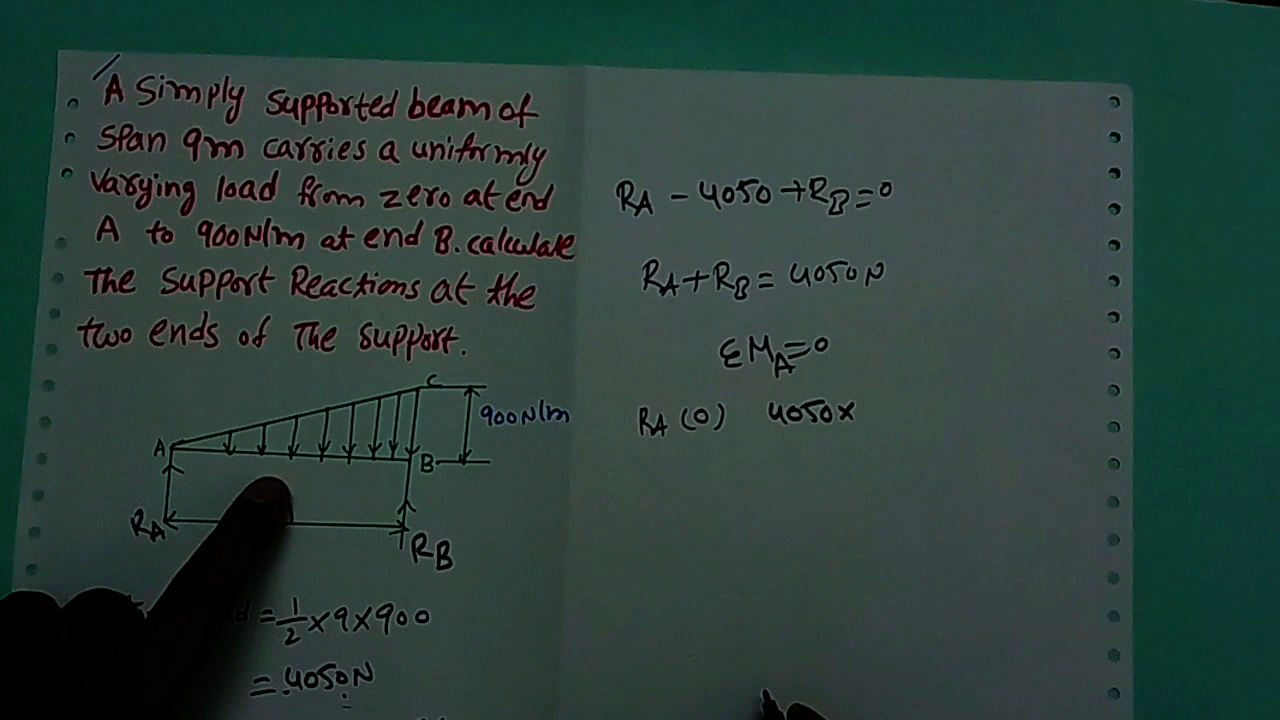 A Simply Supported beam of
Span 9m carries a uniformly
Varying load from zero at end
A to 900N/m at end B. calculate
The Support Reactions at the
two ends of The Support.
C
900N/m
A
B
RA
RB
= 1/2 × 9 × 900
= 4050N
RA - 4050 + RB = 0
RA + RB = 4050N
ΣMA = 0
RA (0) 4050×